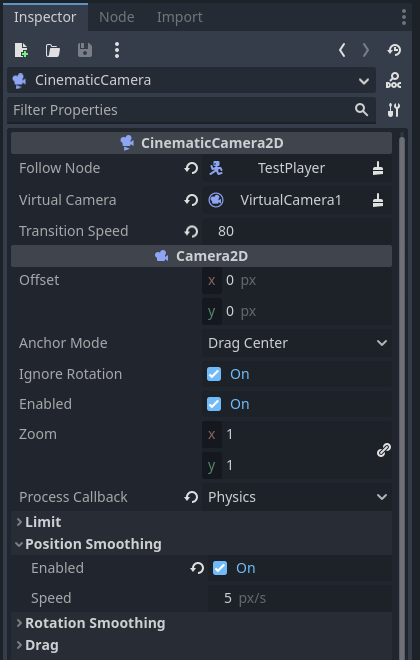 Inspector Node Import
CinematicCamera
DOC
Filter Properties
CinematicCamera2D
Follow Node TestPlayer
Virtual Camera VirtualCamera1
Transition Speed 80
Camera2D
Offset x 0 px
y 0 px
Anchor Mode Drag Center
Ignore Rotation On
Enabled On
Zoom x 1
y 1
Process Callback Physics
Limit
Position Smoothing
Enabled On
Speed 5 px/s
Rotation Smoothing
Drag